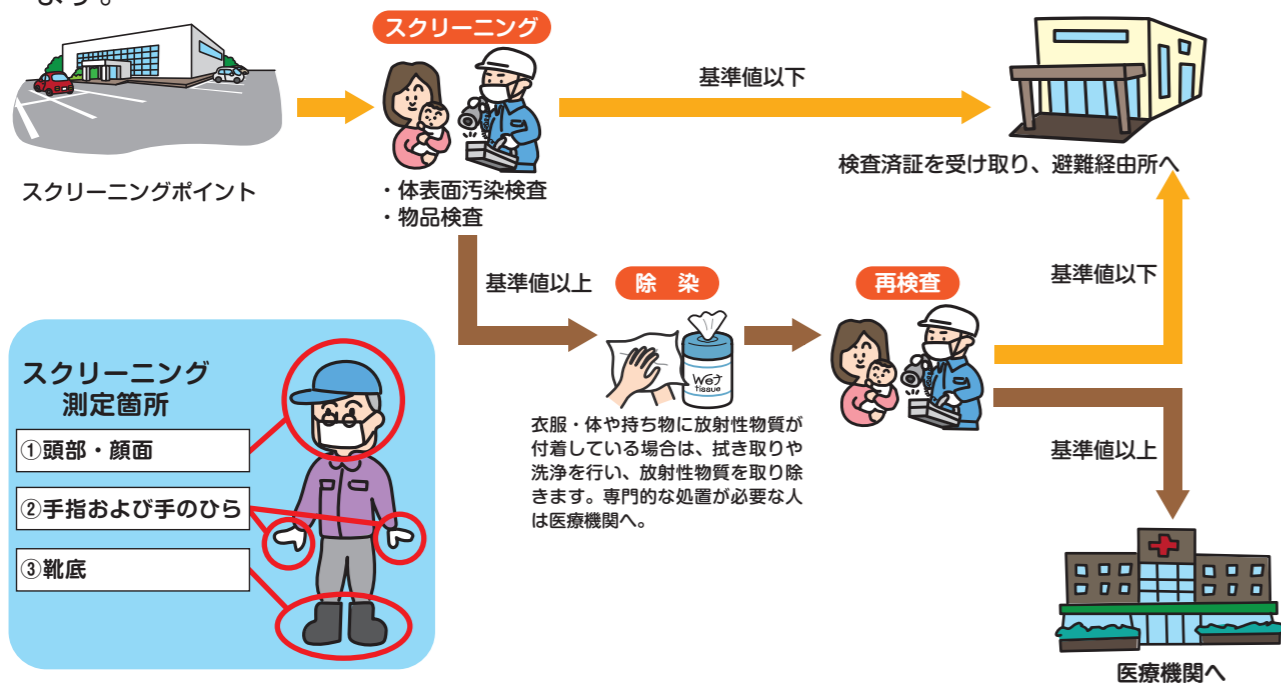 ます。
スクリーニング
基準値以下
スクリーニングポイント
・体表面汚染検査
・物品検査
検査済証を受け取り、避難経由所へ
基準値以上
除 染
再検査
基準値以下
Wet
Tissue
衣服・体や持ち物に放射性物質が
付着している場合は、拭き取りや
洗浄を行い、放射性物質を取り除
きます。専門的な処置が必要な人
は医療機関へ。
基準値以上
医療機関へ
スクリーニング
測定箇所
①頭部・顔面
②手指および手のひら
③靴底